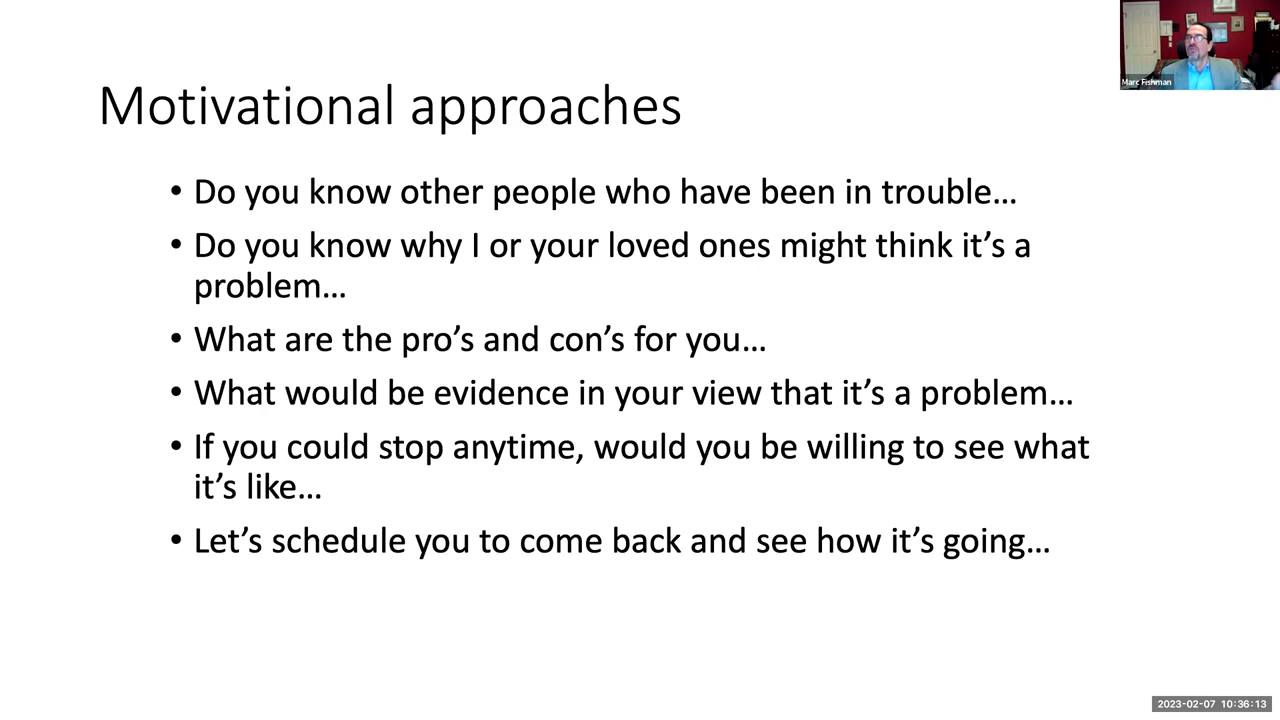 Marc Fishman
Motivational approaches
• Do you know other people who have been in trouble…
• Do you know why I or your loved ones might think it’s a
problem…
• What are the pro’s and con’s for you…
• What would be evidence in your view that it’s a problem…
• If you could stop anytime, would you be willing to see what
it’s like…
• Let’s schedule you to come back and see how it’s going…
2023-02-07 10:36:13